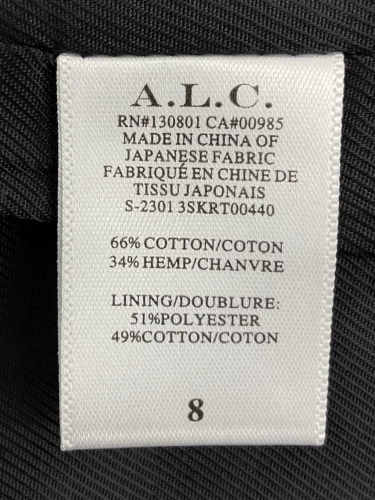 A.L.C.
RN#130801 CA#00985
MADE IN CHINA OF
JAPANESE FABRIC
FABRIQUÉ EN CHINE DE
TISSU JAPONAIS
S-2301 3SKRT00440
66% COTTON/COTON
34% HEMP/CHANVRE
LINING/DOUBLURE:
51%POLYESTER
49%COTTON/COTON
8